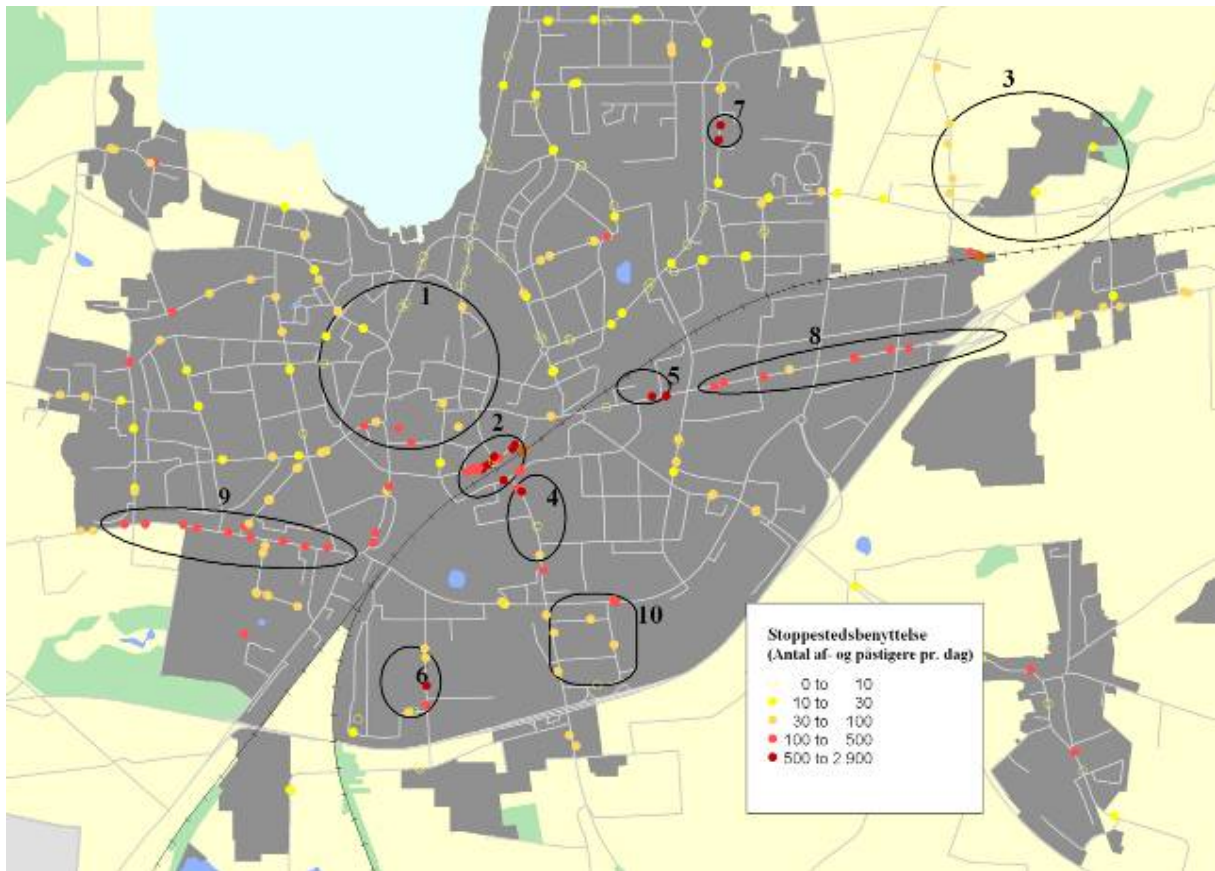 3
7
1
8
5
2
4
9
10
6
Stoppestedsbenyttelse
(Antal af- og påstigere pr. dag)
0 to 10
10 to 30
30 to 100
100 to 500
500 to 2 900